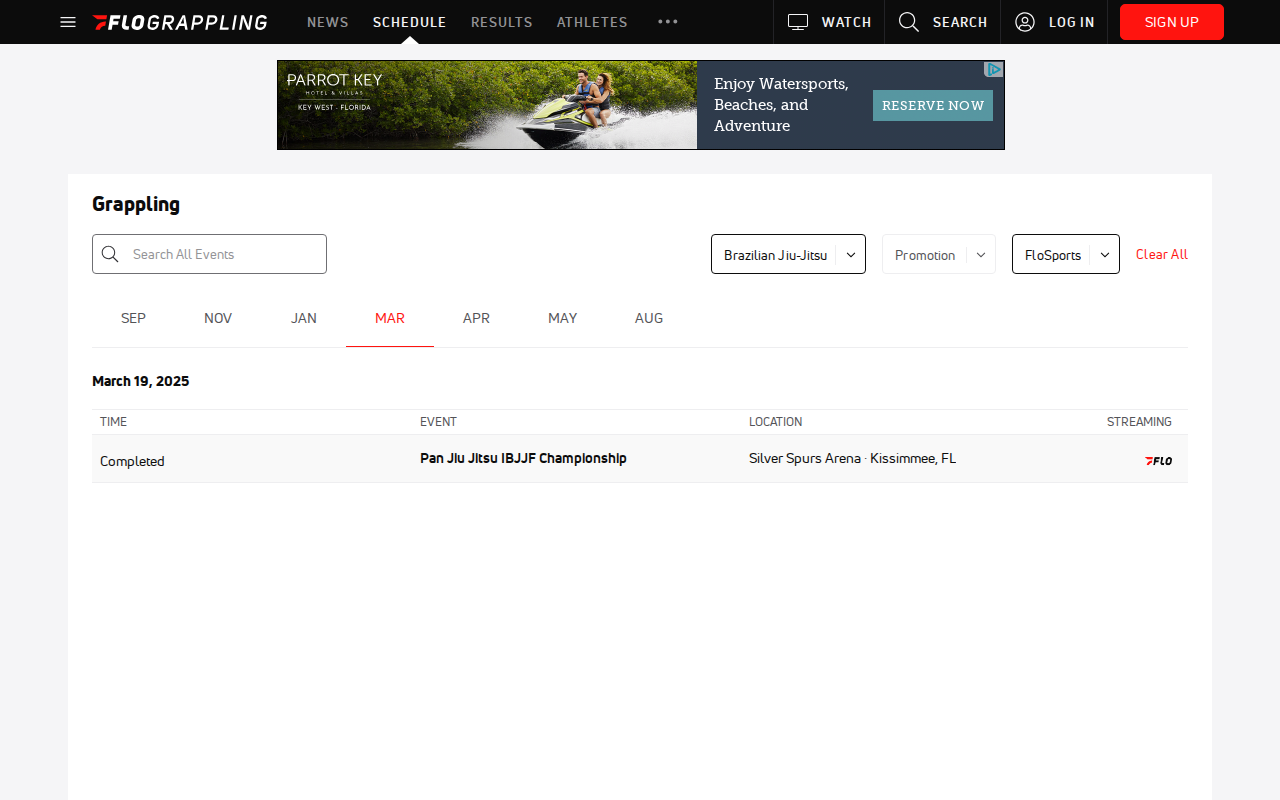 FLOGRAPPLING NEWS SCHEDULE RESULTS ATHLETES ••• WATCH SEARCH LOG IN SIGN UP
PARROT KEY
HOTEL & VILLAS
KEY WEST - FLORIDA
Enjoy Watersports,
Beaches, and
Adventure
RESERVE NOW
Grappling
Search All Events Brazilian Jiu-Jitsu Promotion FloSports Clear All
SEP NOV JAN MAR APR MAY AUG
March 19, 2025
TIME EVENT LOCATION STREAMING
Completed Pan Jiu Jitsu IBJJF Championship Silver Spurs Arena · Kissimmee, FL FLO